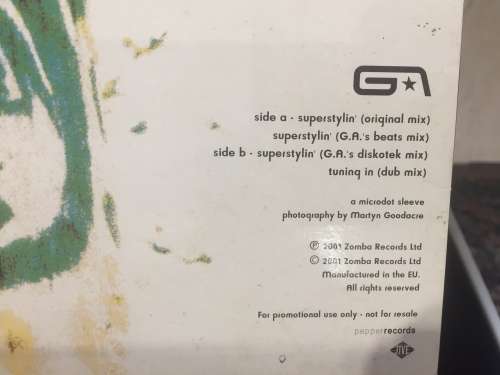 GA
side a - superstylin' (original mix)
superstylin' (G.A.'s beats mix)
side b - superstylin' (G.A.'s diskotek mix)
tuning in (dub mix)
a microdot sleeve
photography by Martyn Goodacre
℗ 2001 Zomba Records Ltd
© 2001 Zomba Records Ltd
Manufactured in the EU.
All rights reserved
For promotional use only - not for resale
pepperrecords
JIVE